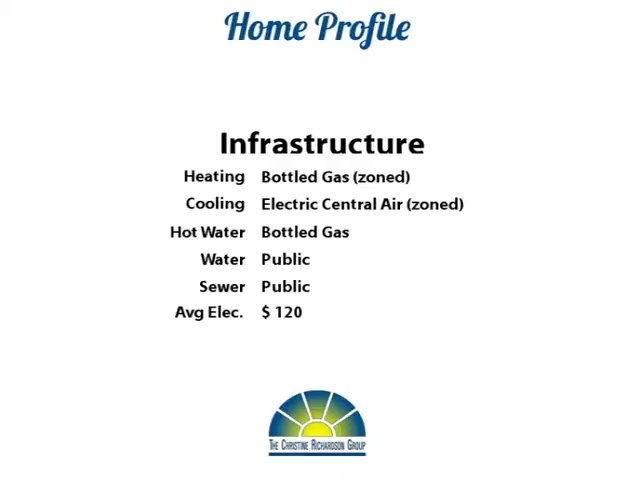 Home Profile
Infrastructure
Heating Bottled Gas (zoned)
Cooling Electric Central Air (zoned)
Hot Water Bottled Gas
Water Public
Sewer Public
Avg Elec. $ 120
The Christine Richardson Group